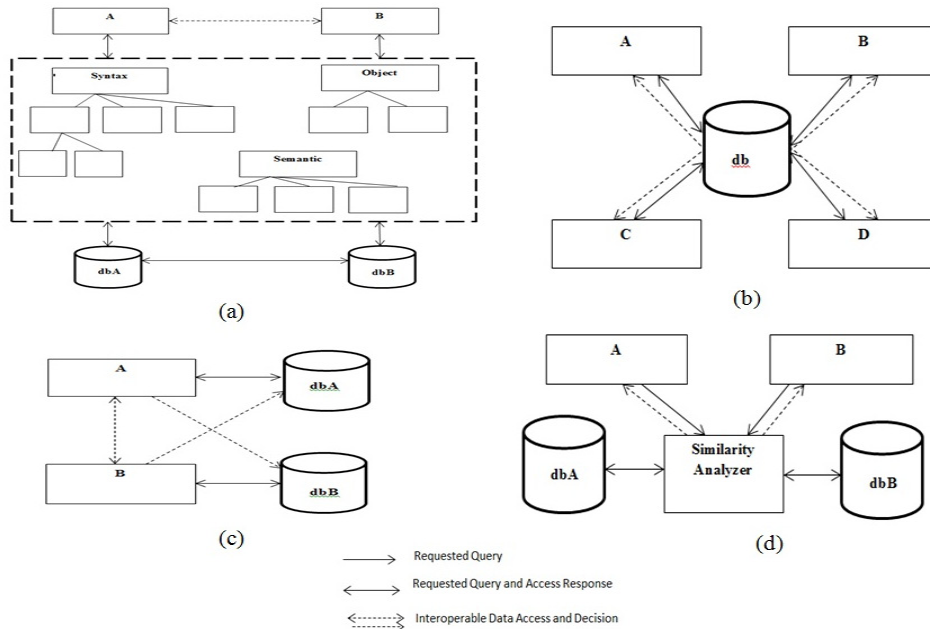 A
B
Syntax
Object
Semantic
dbA
dbB
(a)
A
B
db
C
D
(b)
A
dbA
B
dbB
(c)
A
B
dbA
Similarity
Analyzer
dbB
(d)
Requested Query
Requested Query and Access Response
Interoperable Data Access and Decision